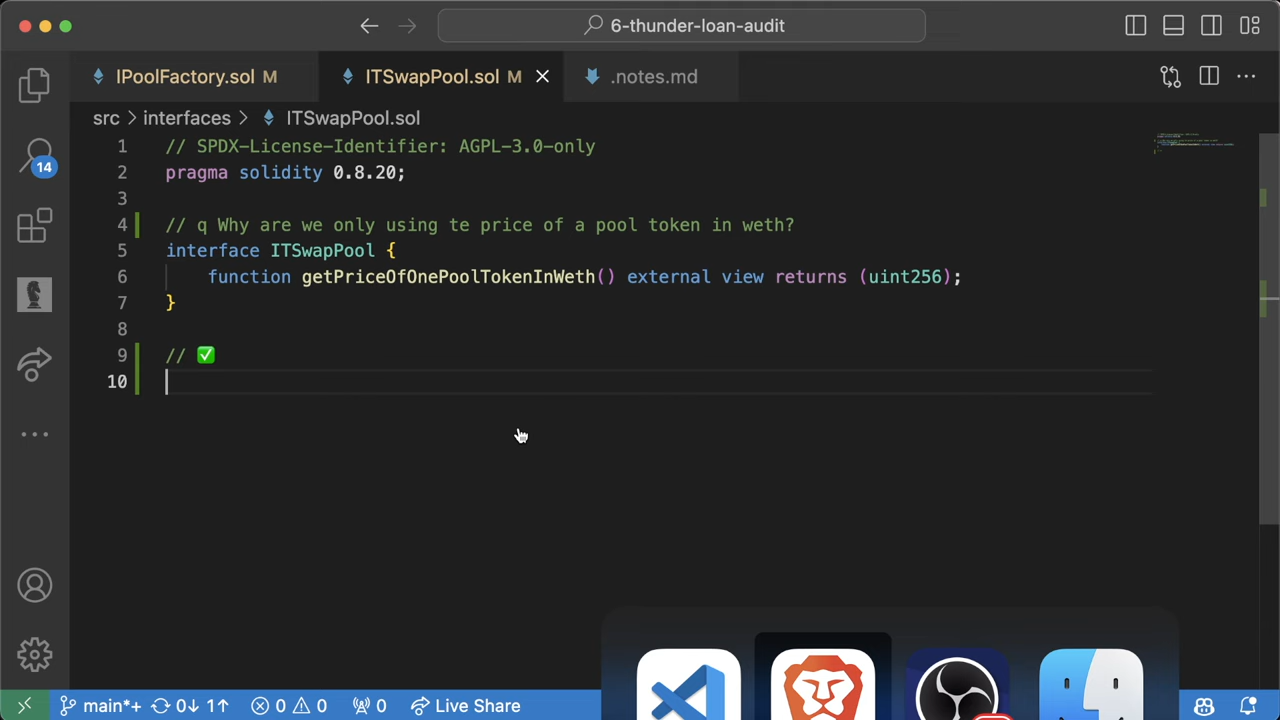 6-thunder-loan-audit
IPoolFactory.sol M
ITSwapPool.sol M
.notes.md
src > interfaces > ITSwapPool.sol
14
1 // SPDX-License-Identifier: AGPL-3.0-only
2 pragma solidity 0.8.20;
3
4 // q Why are we only using te price of a pool token in weth?
5 interface ITSwapPool {
6 function getPriceOfOnePoolTokenInWeth() external view returns (uint256);
7 }
8
9 // ✅
10
main*+ 0↓ 1↑ 0 0 0 Live Share